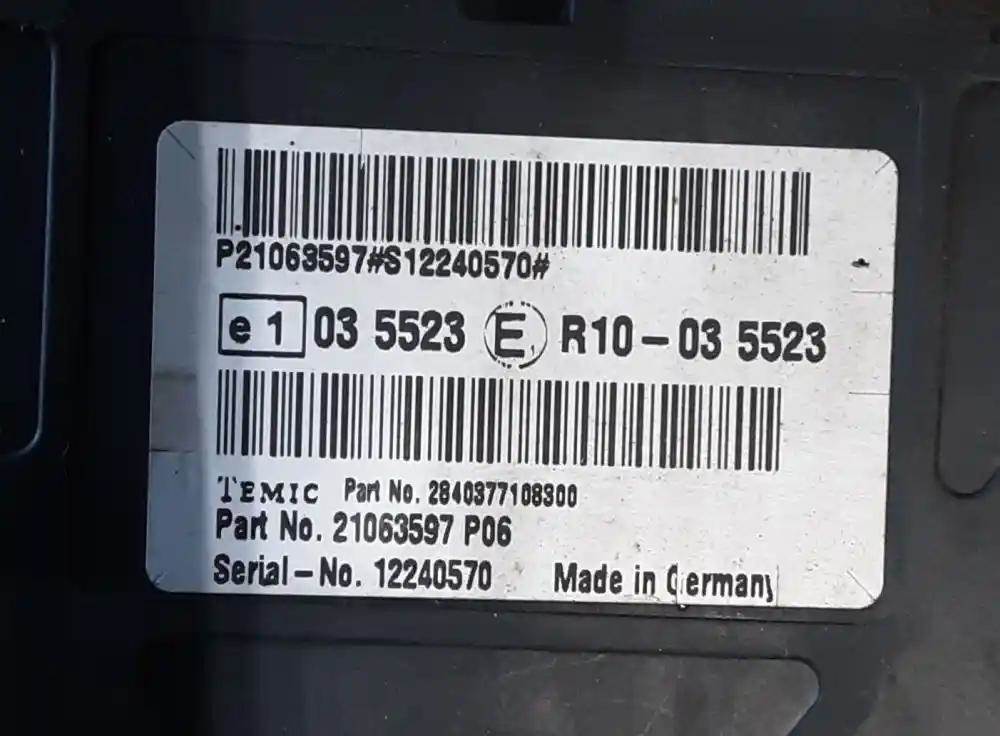 P21063597#S12240570#
e 1 03 5523 E1 R10-03 5523
TEMIC Part No. 2840377108300
Part No. 21063597 P06
Serial-No. 12240570 Made in Germany